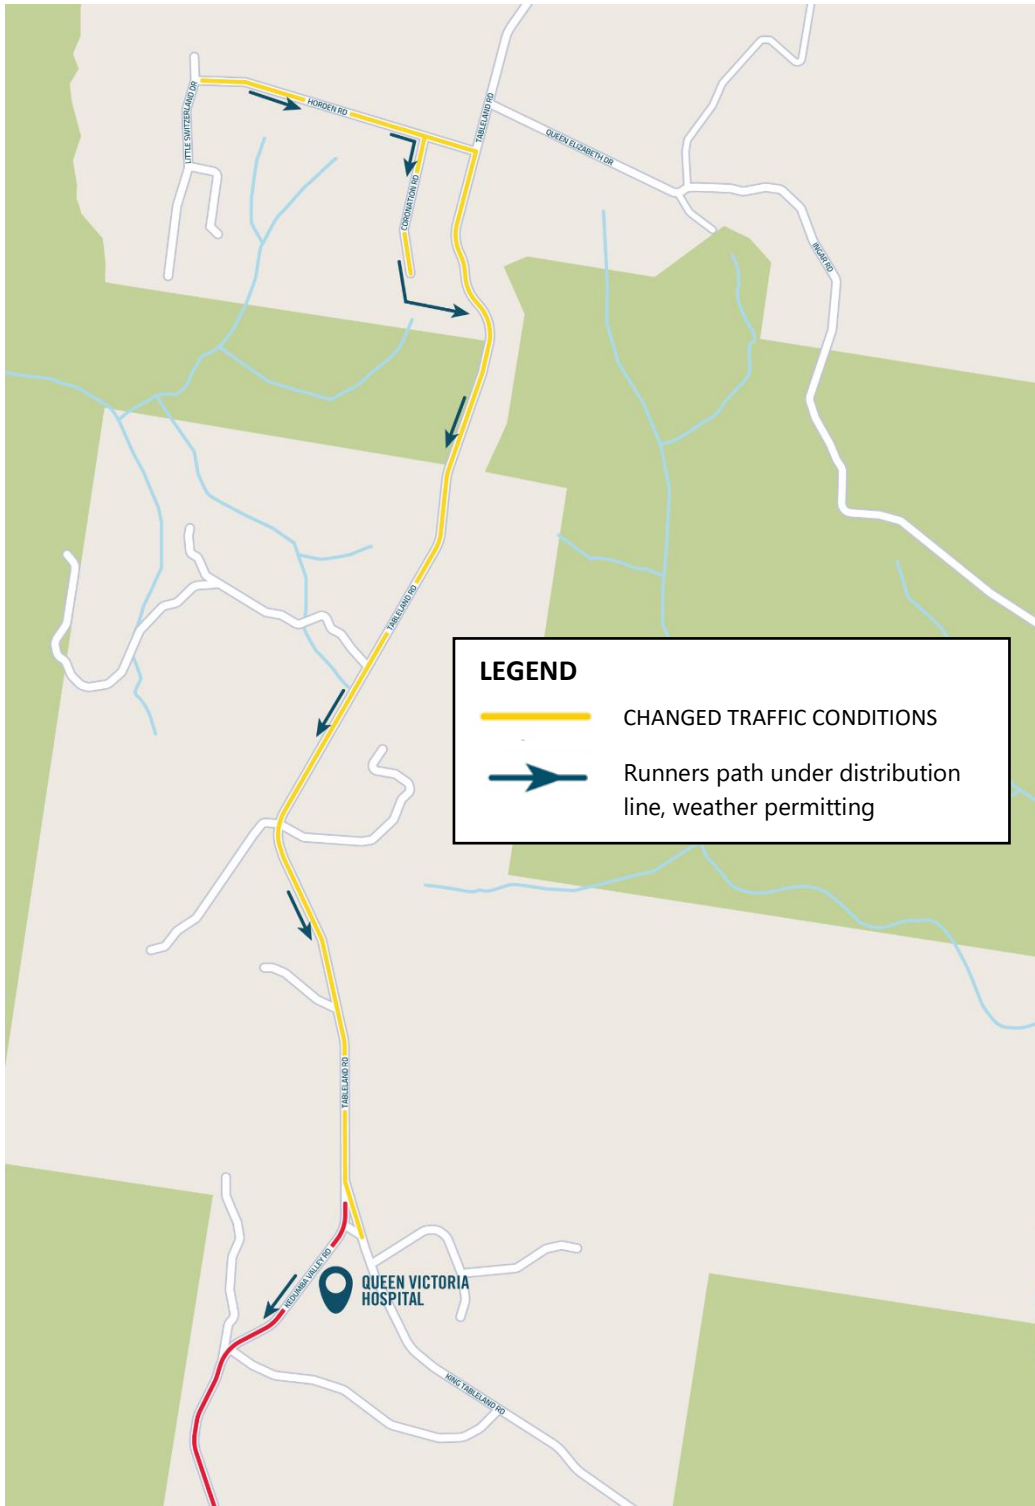 LITTLE SWITZERLAND DR
HORDEN RD
TABLELAND RD
QUEEN ELIZABETH DR
CORONATION RD
INGAR RD
TABLELAND RD
LEGEND
CHANGED TRAFFIC CONDITIONS
Runners path under distribution
line, weather permitting
TABLELAND RD
KEDUMBA VALLEY RD
QUEEN VICTORIA
HOSPITAL
KING TABLELAND RD